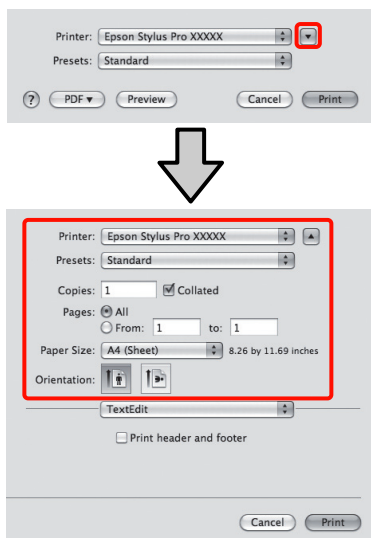 Printer: Epson Stylus Pro XXXXX
Presets: Standard
? PDF▼ Preview Cancel Print
Printer: Epson Stylus Pro XXXXX
Presets: Standard
Copies: 1 Collated
Pages: All
From: 1 to: 1
Paper Size: A4 (Sheet) 8.26 by 11.69 inches
Orientation:
TextEdit
Print header and footer
Cancel Print